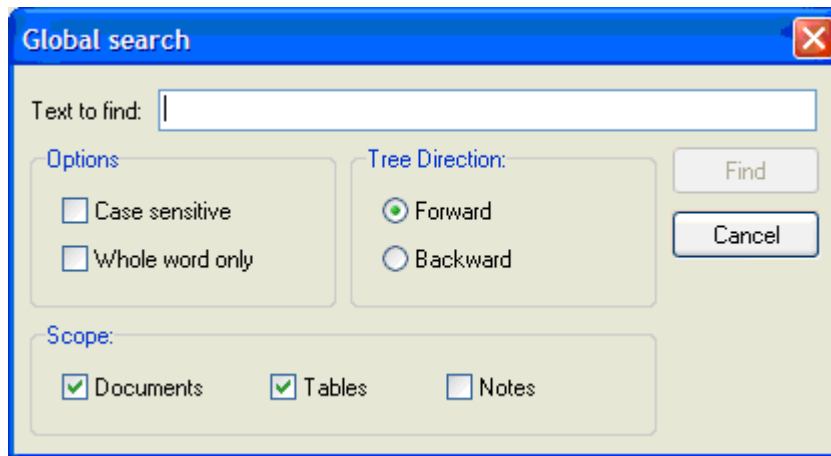 Global search
Text to find:
Options
Case sensitive
Whole word only
Tree Direction:
Forward
Backward
Find
Cancel
Scope:
Documents Tables Notes